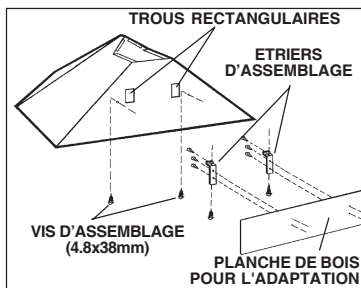 TROUS RECTANGULAIRES
ETRIERS
D'ASSEMBLAGE
VIS D'ASSEMBLAGE
(4.8x38mm)
PLANCHE DE BOIS
POUR L'ADAPTATION